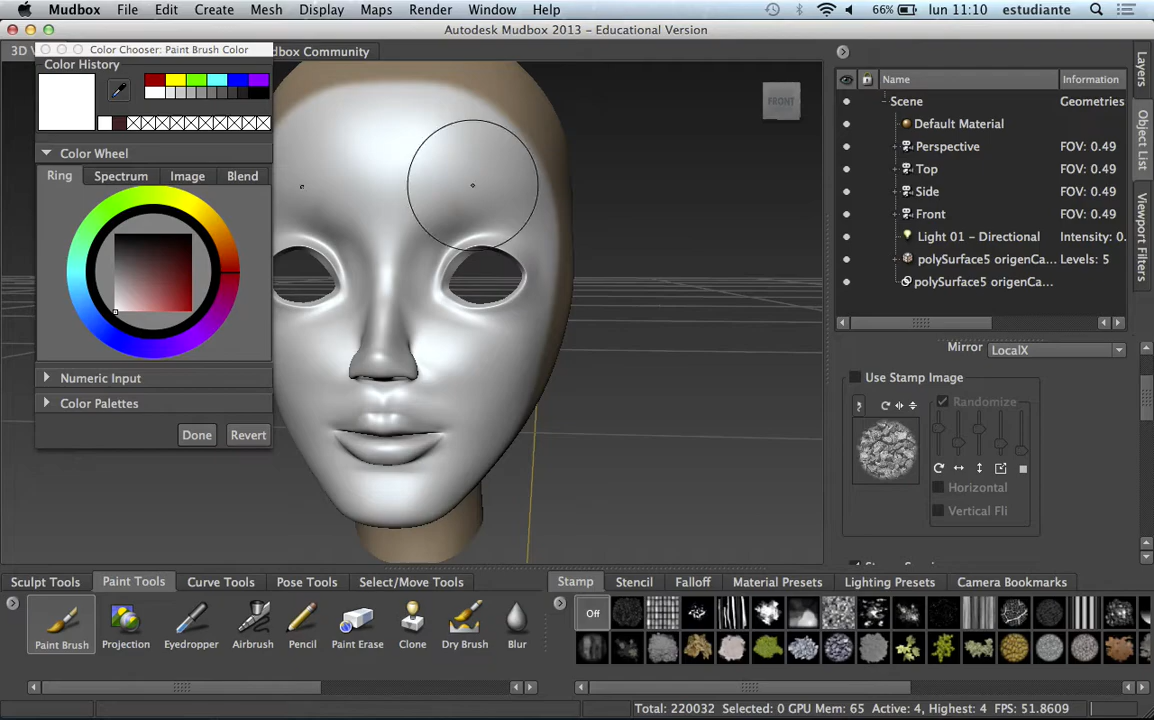 Mudbox File Edit Create Mesh Display Maps Render Window Help 66% lun 11:10 estudiante
Autodesk Mudbox 2013 - Educational Version
3D V
dbox Community
Color Chooser: Paint Brush Color
Color History
Color Wheel
Ring Spectrum Image Blend
Numeric Input
Color Palettes
Done Revert
FRONT
Name Information
Scene Geometries
Default Material
Perspective FOV: 0.49
Top FOV: 0.49
Side FOV: 0.49
Front FOV: 0.49
Light 01 - Directional Intensity: 0.
polySurface5 origenCa... Levels: 5
polySurface5 origenCa...
Layers
Object List
Viewport Filters
Mirror LocalX
Use Stamp Image
Randomize
Horizontal
Vertical Fli
Sculpt Tools Paint Tools Curve Tools Pose Tools Select/Move Tools
Stamp Stencil Falloff Material Presets Lighting Presets Camera Bookmarks
Off
Paint Brush Projection Eyedropper Airbrush Pencil Paint Erase Clone Dry Brush Blur
Total: 220032 Selected: 0 GPU Mem: 65 Active: 4, Highest: 4 FPS: 51.8609